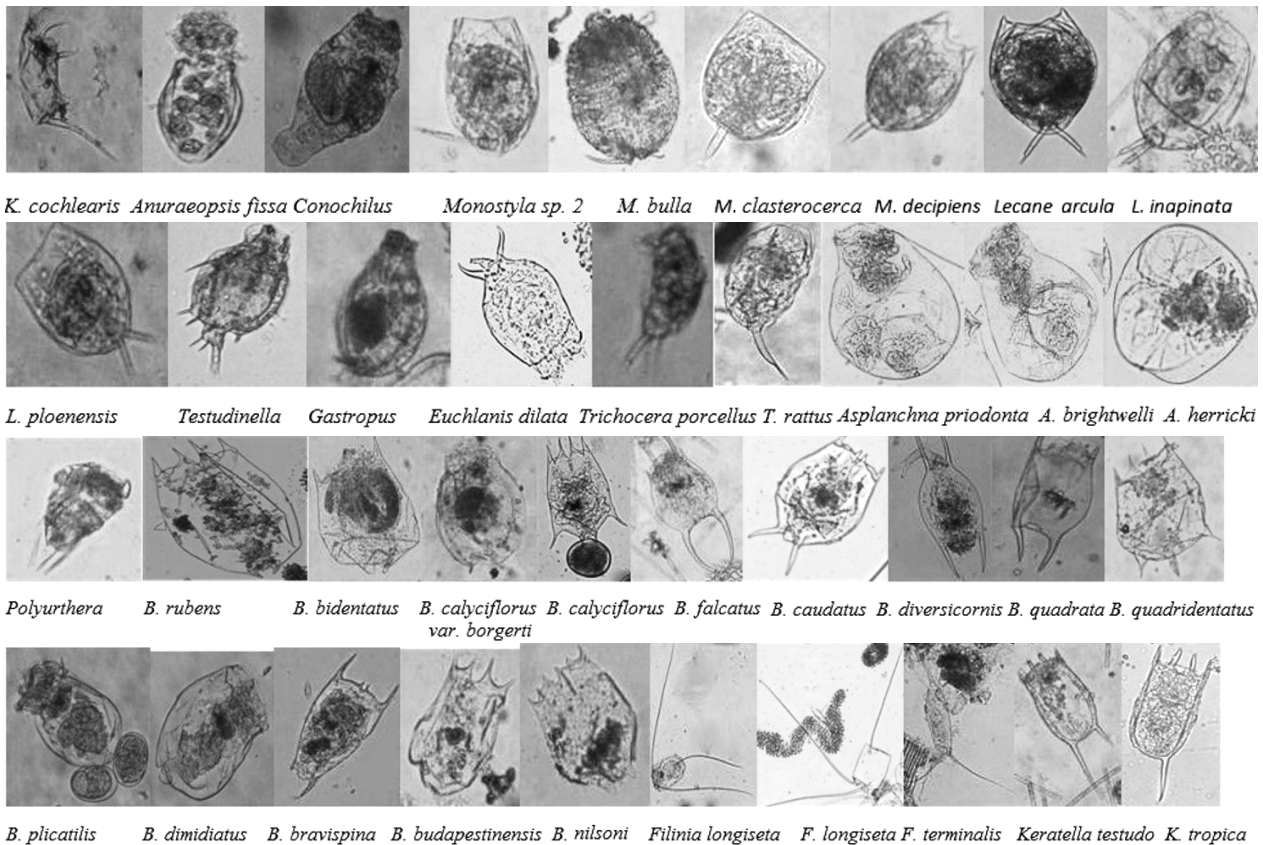 K. cochlearis Anuraeopsis fissa Conochilus Monostyla sp. 2 M. bulla M. clasterocerca M. decipiens Lecane arcula L. inapinata
L. ploenensis Testudinella Gastropus Euchlanis dilata Trichocera porcellus T. rattus Asplanchna priodonta A. brightwelli A. herricki
Polyurthera B. rubens B. bidentatus B. calyciflorus B. calyciflorus B. falcatus B. caudatus B. diversicornis B. quadrata B. quadridentatus
var. borgerti
B. plicatilis B. dimidiatus B. bravispina B. budapestinensis B. nilsoni Filinia longiseta F. longiseta F. terminalis Keratella testudo K. tropica